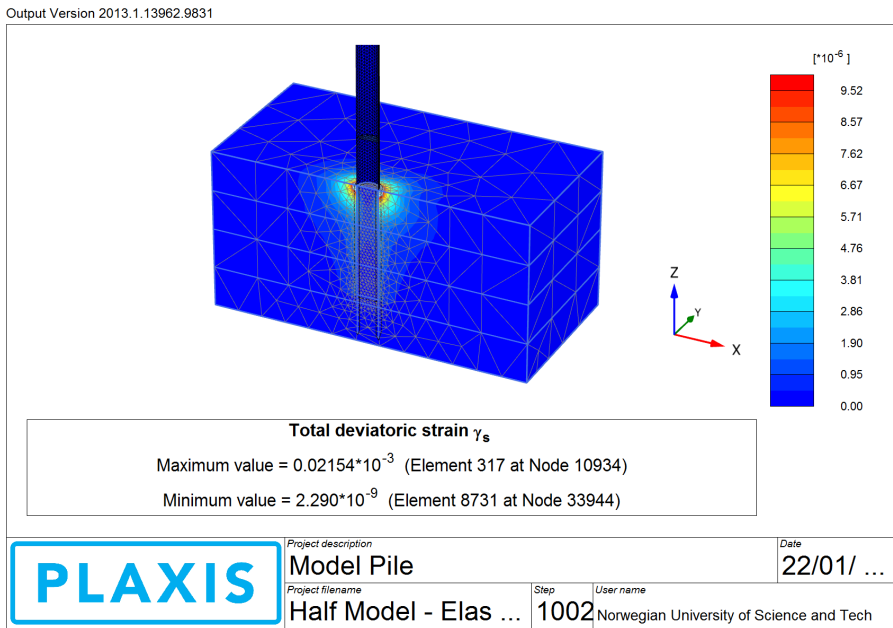 Output Version 2013.1.13962.9831
[*10-6 ]
9.52
8.57
7.62
6.67
5.71
4.76
3.81
2.86
1.90
0.95
0.00
Z
Y
X
Total deviatoric strain γs
Maximum value = 0.02154*10-3 (Element 317 at Node 10934)
Minimum value = 2.290*10-9 (Element 8731 at Node 33944)
PLAXIS
Project description
Model Pile
Date
22/01/ ...
Project filename
Half Model - Elas ...
Step
1002
User name
Norwegian University of Science and Tech